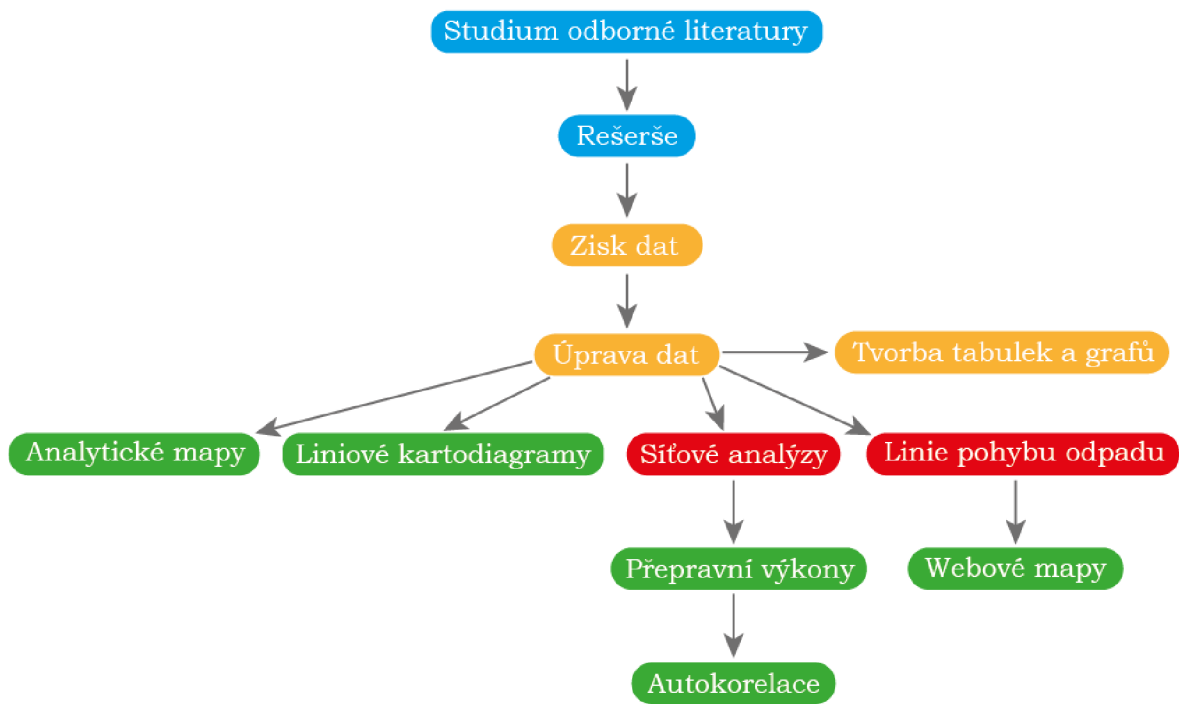 Studium odborné literatury
Rešerše
Zisk dat
Úprava dat
Tvorba tabulek a grafů
Analytické mapy
Liniové kartodiagramy
Síťové analýzy
Linie pohybu odpadu
Přepravní výkony
Webové mapy
Autokorelace